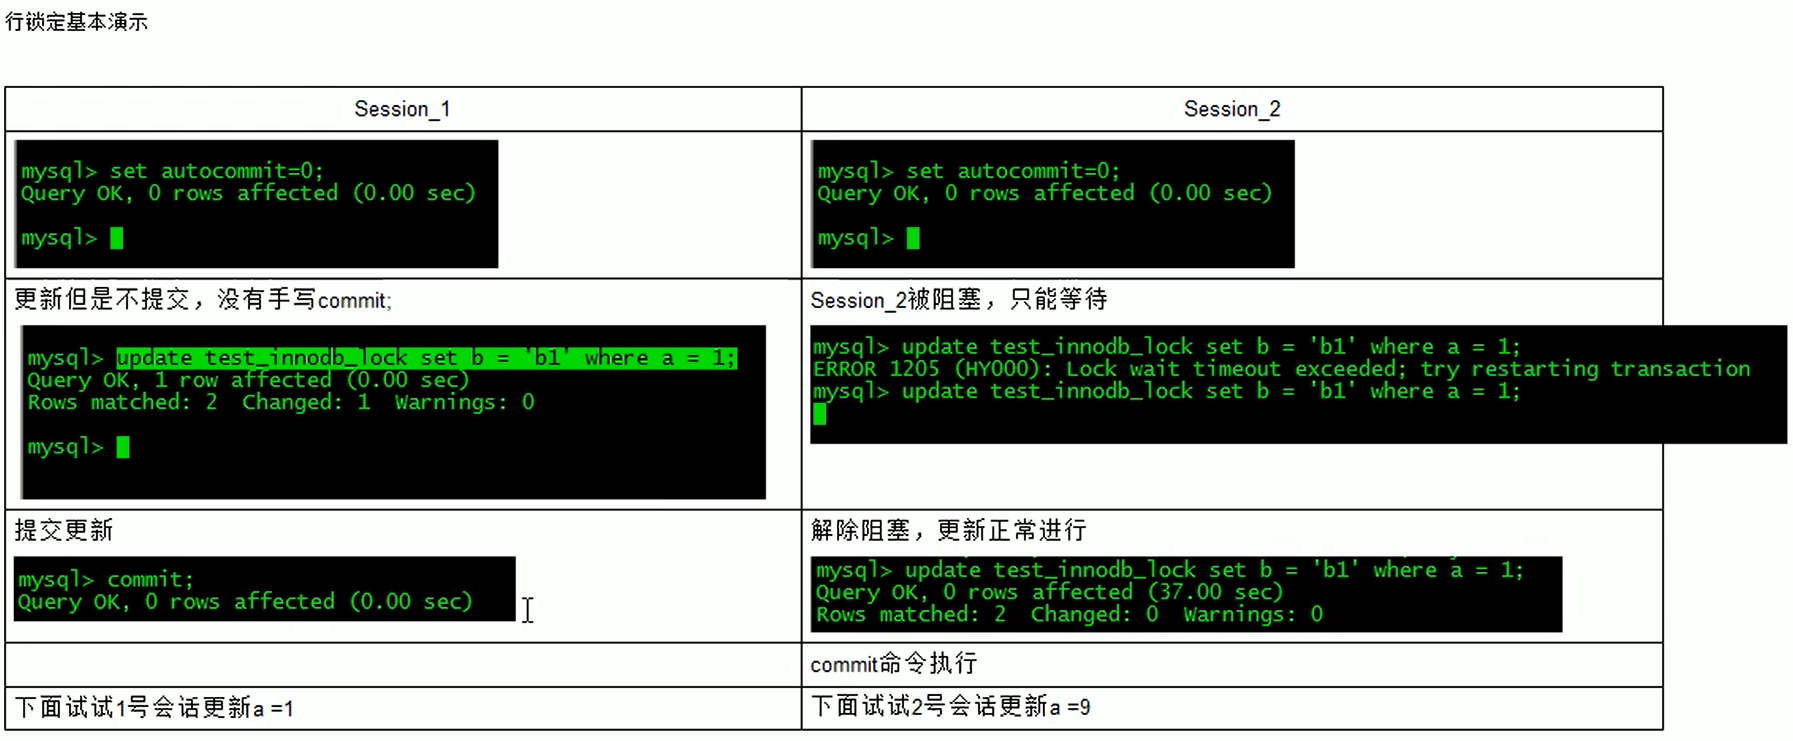 行锁定基本演示
Session_1
Session_2
mysql> set autocommit=0;
Query OK, 0 rows affected (0.00 sec)
mysql>
mysql> set autocommit=0;
Query OK, 0 rows affected (0.00 sec)
mysql>
更新但是不提交，没有手写commit;
mysql> update test_innodb_lock set b = 'b1' where a = 1;
Query OK, 1 row affected (0.00 sec)
Rows matched: 2  Changed: 1  Warnings: 0
mysql>
Session_2被阻塞，只能等待
mysql> update test_innodb_lock set b = 'b1' where a = 1;
ERROR 1205 (HY000): Lock wait timeout exceeded; try restarting transaction
mysql> update test_innodb_lock set b = 'b1' where a = 1;
提交更新
mysql> commit;
Query OK, 0 rows affected (0.00 sec)
解除阻塞，更新正常进行
mysql> update test_innodb_lock set b = 'b1' where a = 1;
Query OK, 0 rows affected (37.00 sec)
Rows matched: 2  Changed: 0  Warnings: 0
commit命令执行
下面试试1号会话更新a =1
下面试试2号会话更新a =9